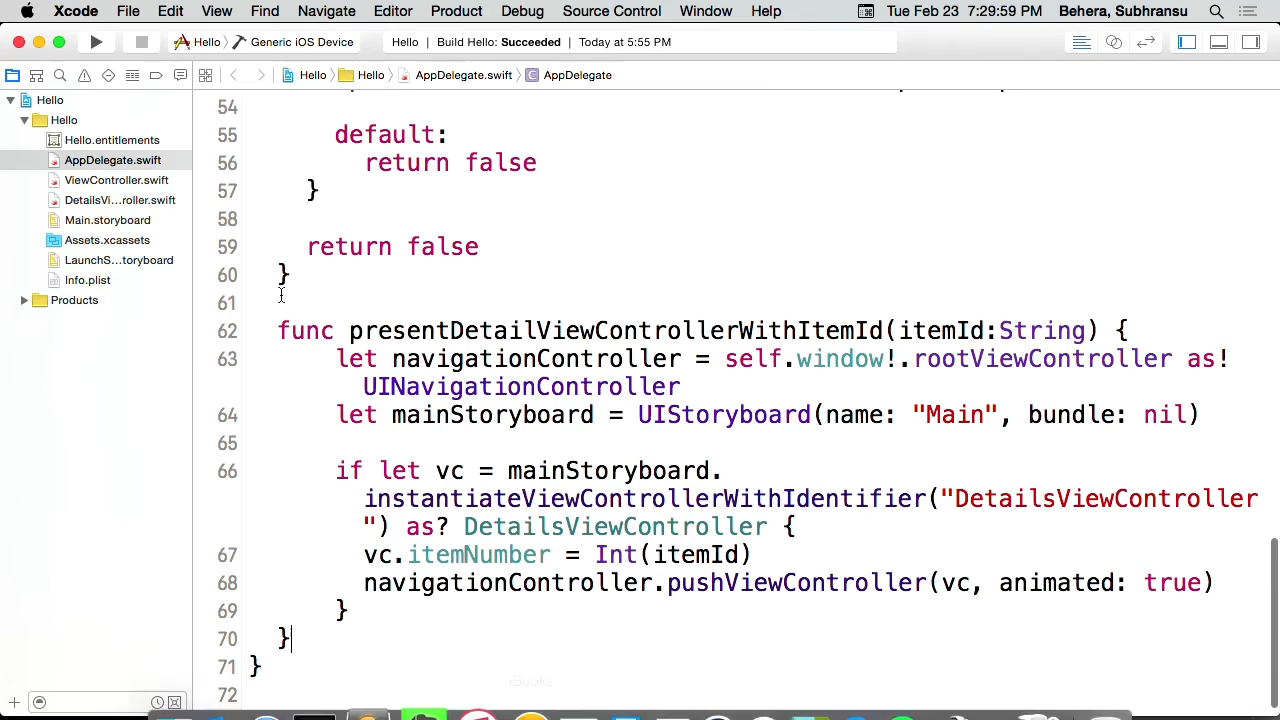 Xcode File Edit View Find Navigate Editor Product Debug Source Control Window Help Tue Feb 23 7:29:59 PM Behera, Subhransu
Hello Generic iOS Device Hello | Build Hello: Succeeded | Today at 5:55 PM
Hello Hello AppDelegate.swift AppDelegate
Hello
Hello
Hello.entitlements
AppDelegate.swift
ViewController.swift
DetailsVi...roller.swift
Main.storyboard
Assets.xcassets
LaunchS...toryboard
Info.plist
Products
54
55 default:
56 return false
57 }
58
59 return false
60 }
61
62 func presentDetailViewControllerWithItemId(itemId:String) {
63 let navigationController = self.window!.rootViewController as!
UINavigationController
64 let mainStoryboard = UIStoryboard(name: "Main", bundle: nil)
65
66 if let vc = mainStoryboard.
instantiateViewControllerWithIdentifier("DetailsViewController
") as? DetailsViewController {
67 vc.itemNumber = Int(itemId)
68 navigationController.pushViewController(vc, animated: true)
69 }
70 }
71 }
72
iBooks